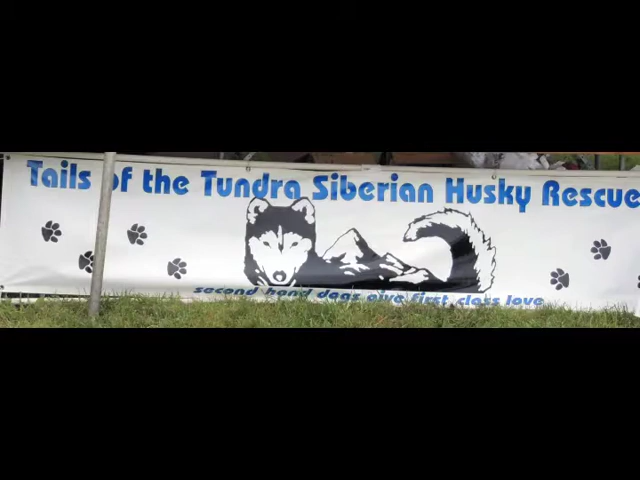 Tails of the Tundra Siberian Husky Rescue
second hand dogs give first class love